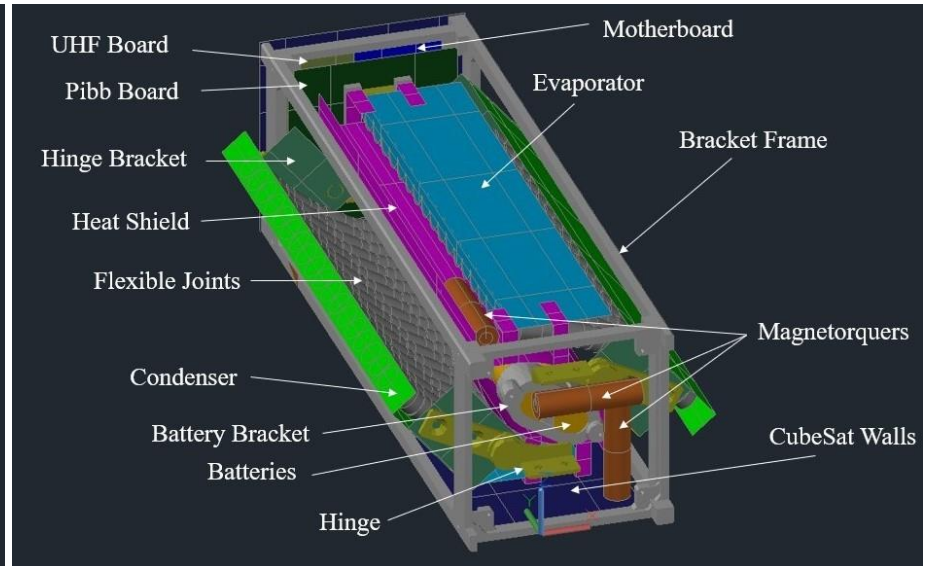 UHF Board
Motherboard
Pibb Board
Evaporator
Bracket Frame
Hinge Bracket
Heat Shield
Flexible Joints
Magnetorquers
Condenser
Battery Bracket
CubeSat Walls
Batteries
Hinge
Y